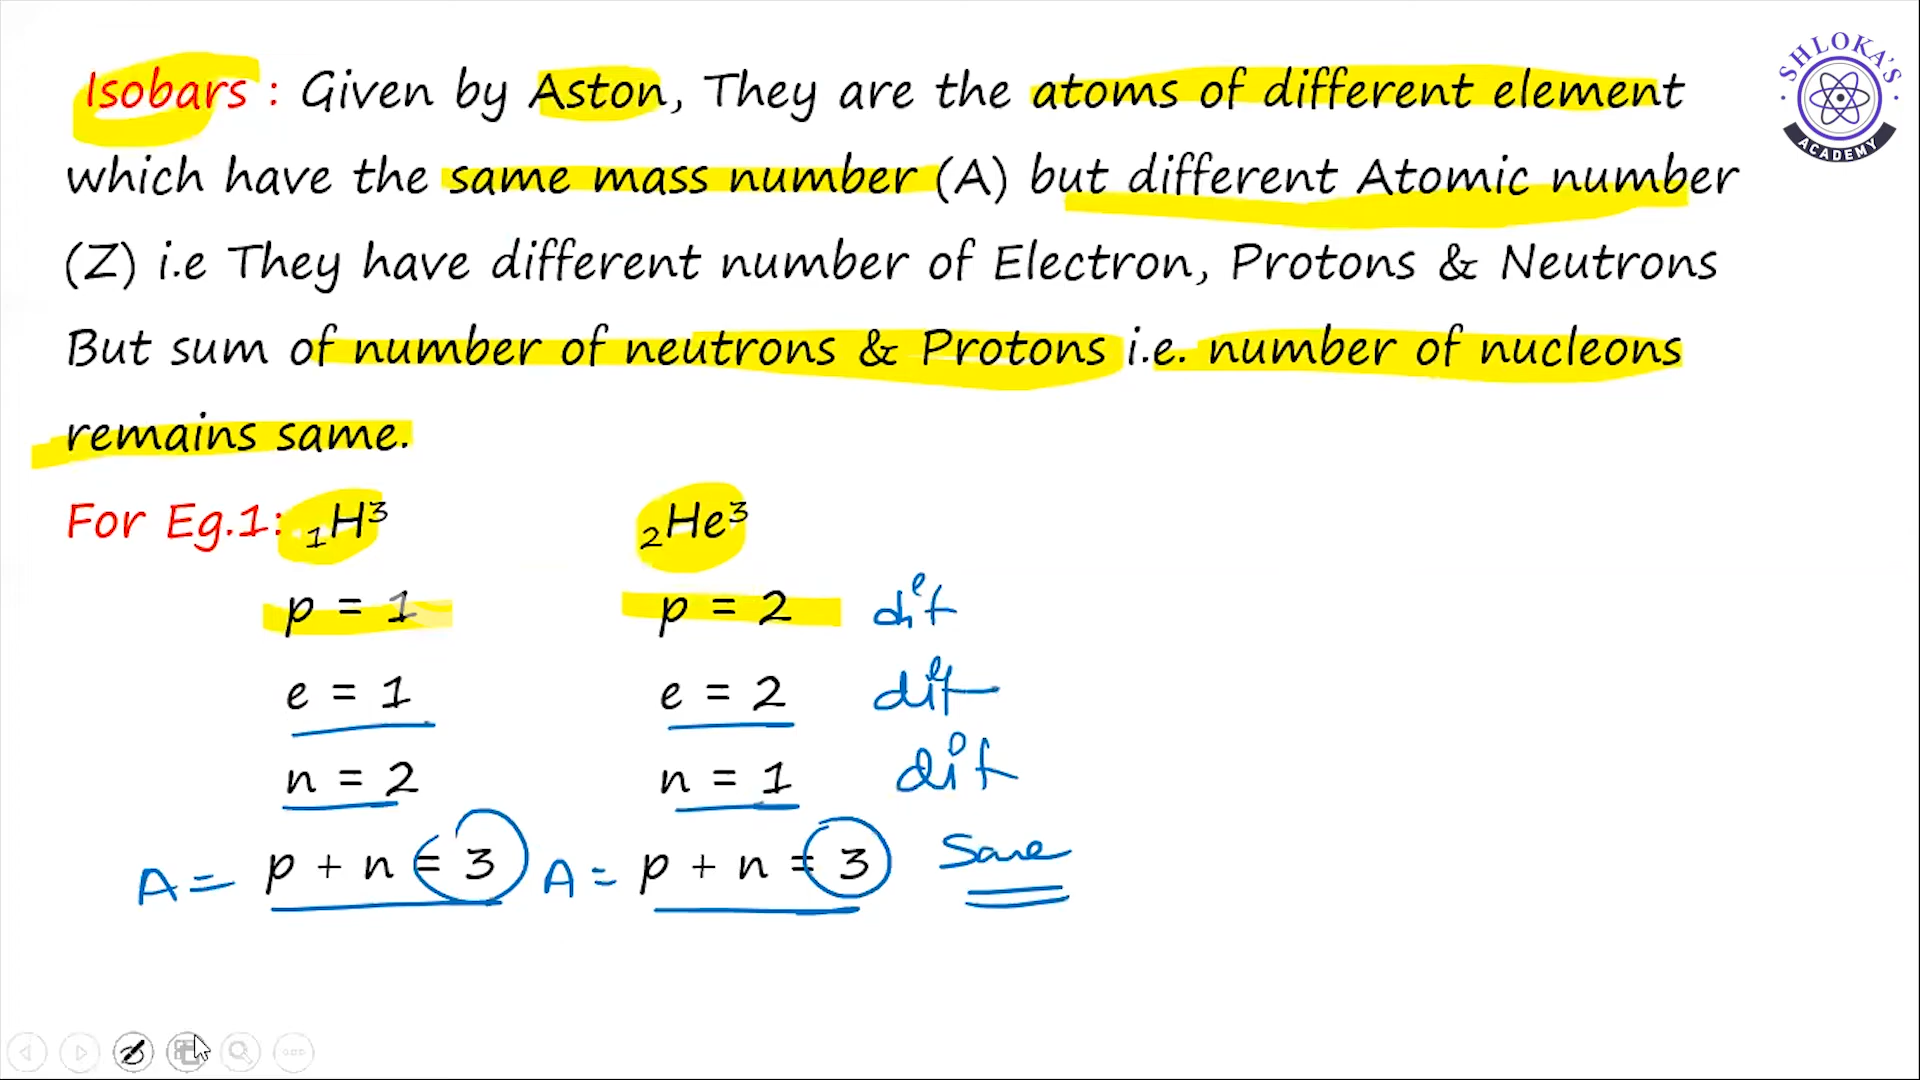 SHLOKA'S
ACADEMY
Isobars : Given by Aston, They are the atoms of different element
which have the same mass number (A) but different Atomic number
(Z) i.e They have different number of Electron, Protons & Neutrons
But sum of number of neutrons & Protons i.e. number of nucleons
remains same.
For Eg.1: ₁H³ ₂He³
p = 1 p = 2 dif
e = 1 e = 2 dif
n = 2 n = 1 dif
A = p + n = 3 A = p + n = 3 Same